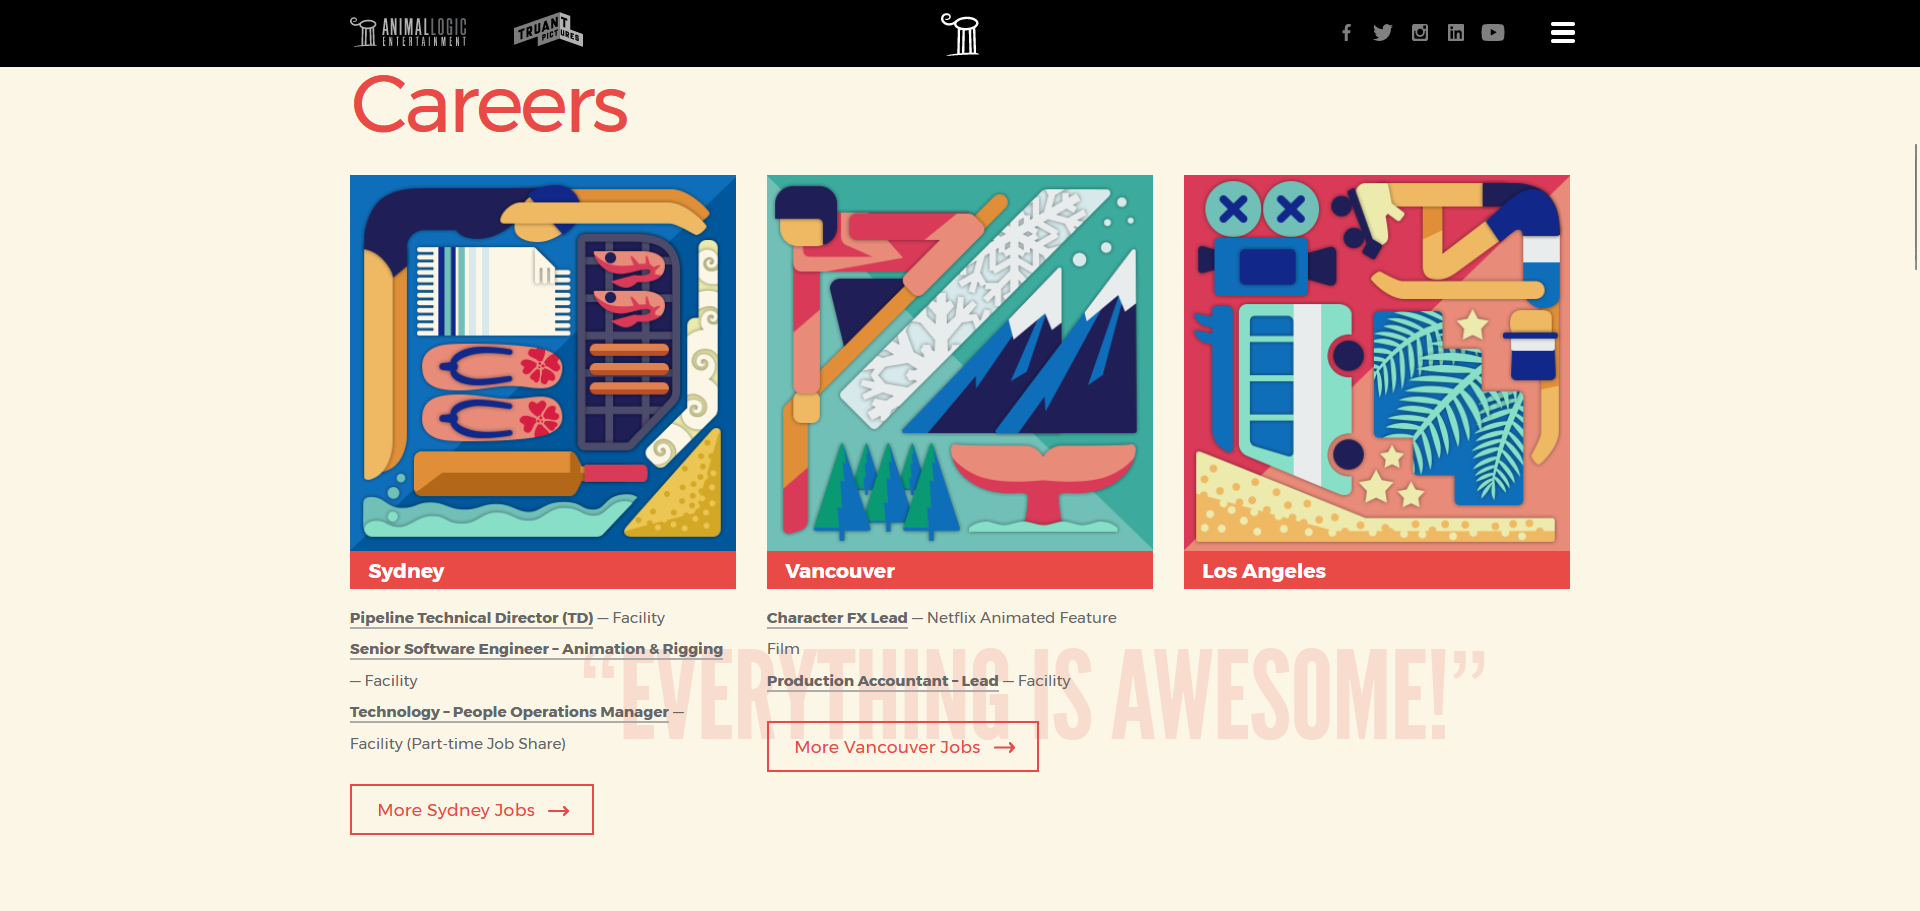 ANIMALLOGIC
ENTERTAINMENT
TRUANT
PICTURES
Careers
Sydney
Pipeline Technical Director (TD) — Facility
Senior Software Engineer – Animation & Rigging
— Facility
Technology – People Operations Manager —
Facility (Part-time Job Share)
More Sydney Jobs →
Vancouver
Character FX Lead — Netflix Animated Feature
Film
Production Accountant – Lead — Facility
More Vancouver Jobs →
Los Angeles
“EVERYTHING IS AWESOME!”